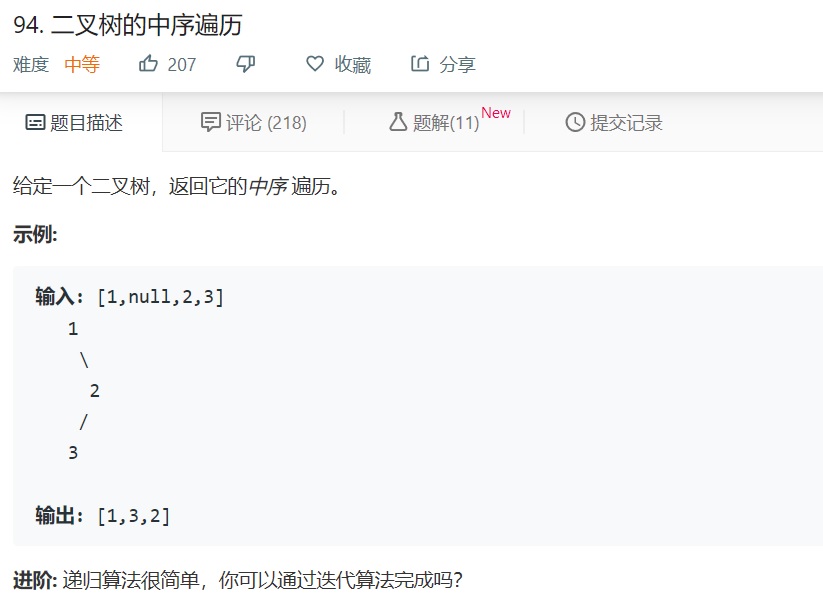 94. 二叉树的中序遍历
难度 中等 207 收藏 分享
题目描述 评论 (218) 题解(11) New 提交记录
给定一个二叉树，返回它的中序 遍历。
示例:
输入: [1,null,2,3]
1
\
2
/
3
输出: [1,3,2]
进阶: 递归算法很简单，你可以通过迭代算法完成吗？